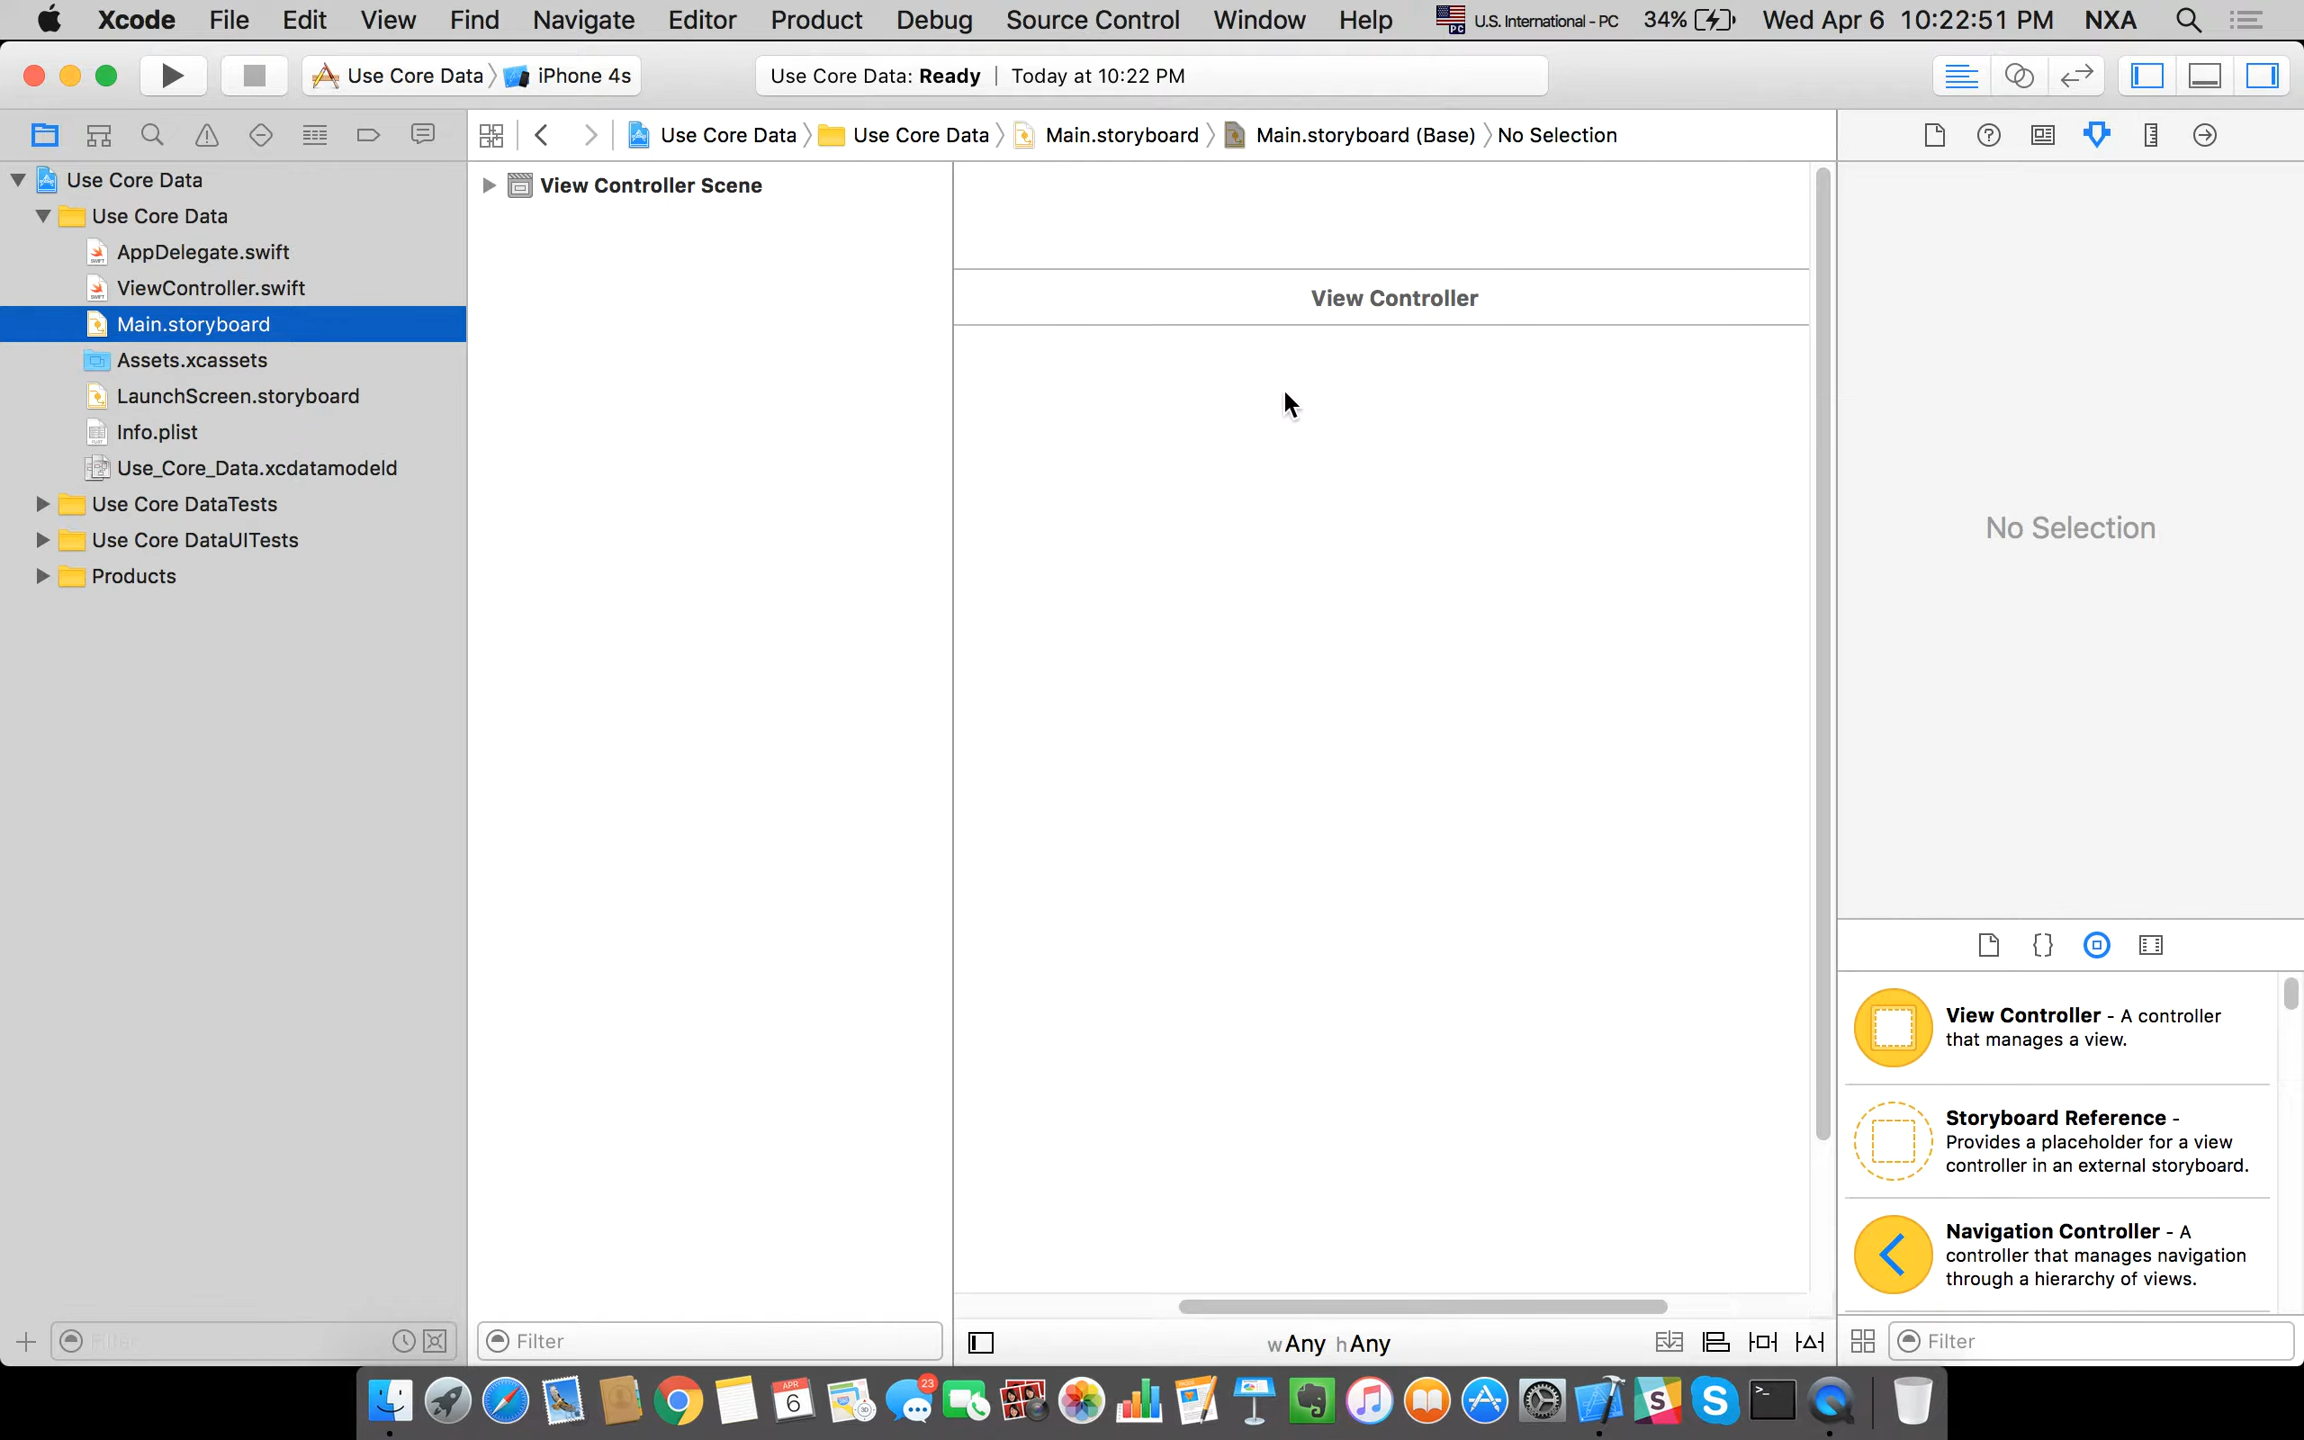 Xcode File Edit View Find Navigate Editor Product Debug Source Control Window Help U.S. International - PC 34% Wed Apr 6 10:22:51 PM NXA
Use Core Data iPhone 4s
Use Core Data: Ready | Today at 10:22 PM
Use Core Data Use Core Data Main.storyboard Main.storyboard (Base) No Selection
Use Core Data
Use Core Data
AppDelegate.swift
ViewController.swift
Main.storyboard
Assets.xcassets
LaunchScreen.storyboard
Info.plist
Use_Core_Data.xcdatamodeld
Use Core DataTests
Use Core DataUITests
Products
Filter
View Controller Scene
Filter
View Controller
wAny hAny
No Selection
View Controller - A controller
that manages a view.
Storyboard Reference -
Provides a placeholder for a view
controller in an external storyboard.
Navigation Controller - A
controller that manages navigation
through a hierarchy of views.
Filter
23
APR
6